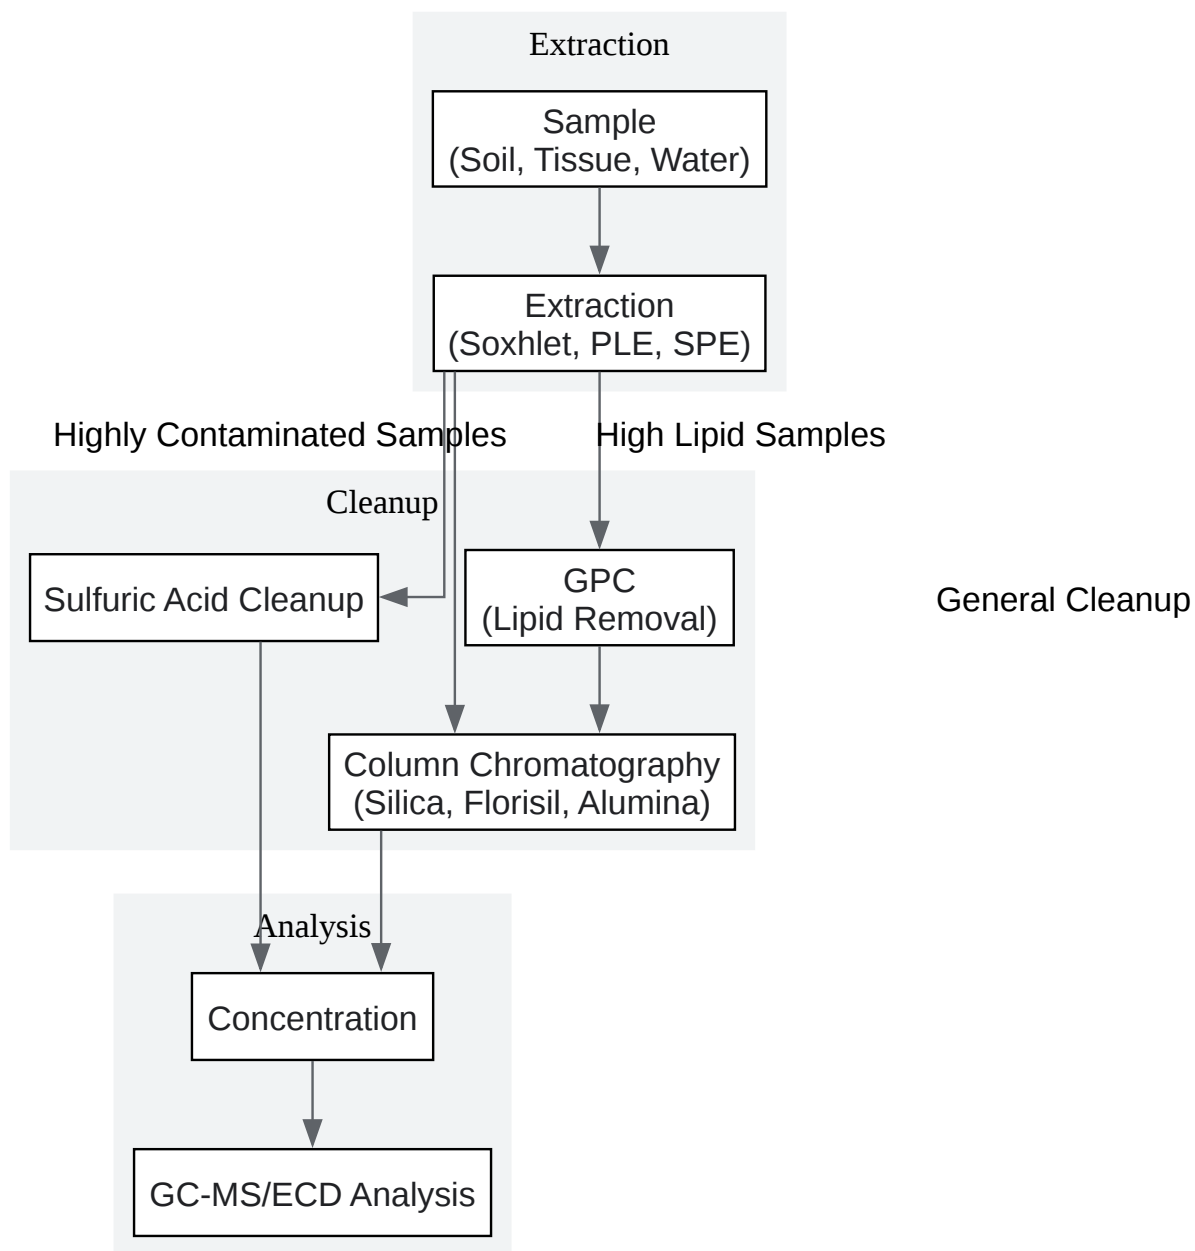 Extraction
Sample
(Soil, Tissue, Water)
Extraction
(Soxhlet, PLE, SPE)
Highly Contaminated Samples
High Lipid Samples
Cleanup
Sulfuric Acid Cleanup
GPC
(Lipid Removal)
General Cleanup
Column Chromatography
(Silica, Florisil, Alumina)
Analysis
Concentration
GC-MS/ECD Analysis